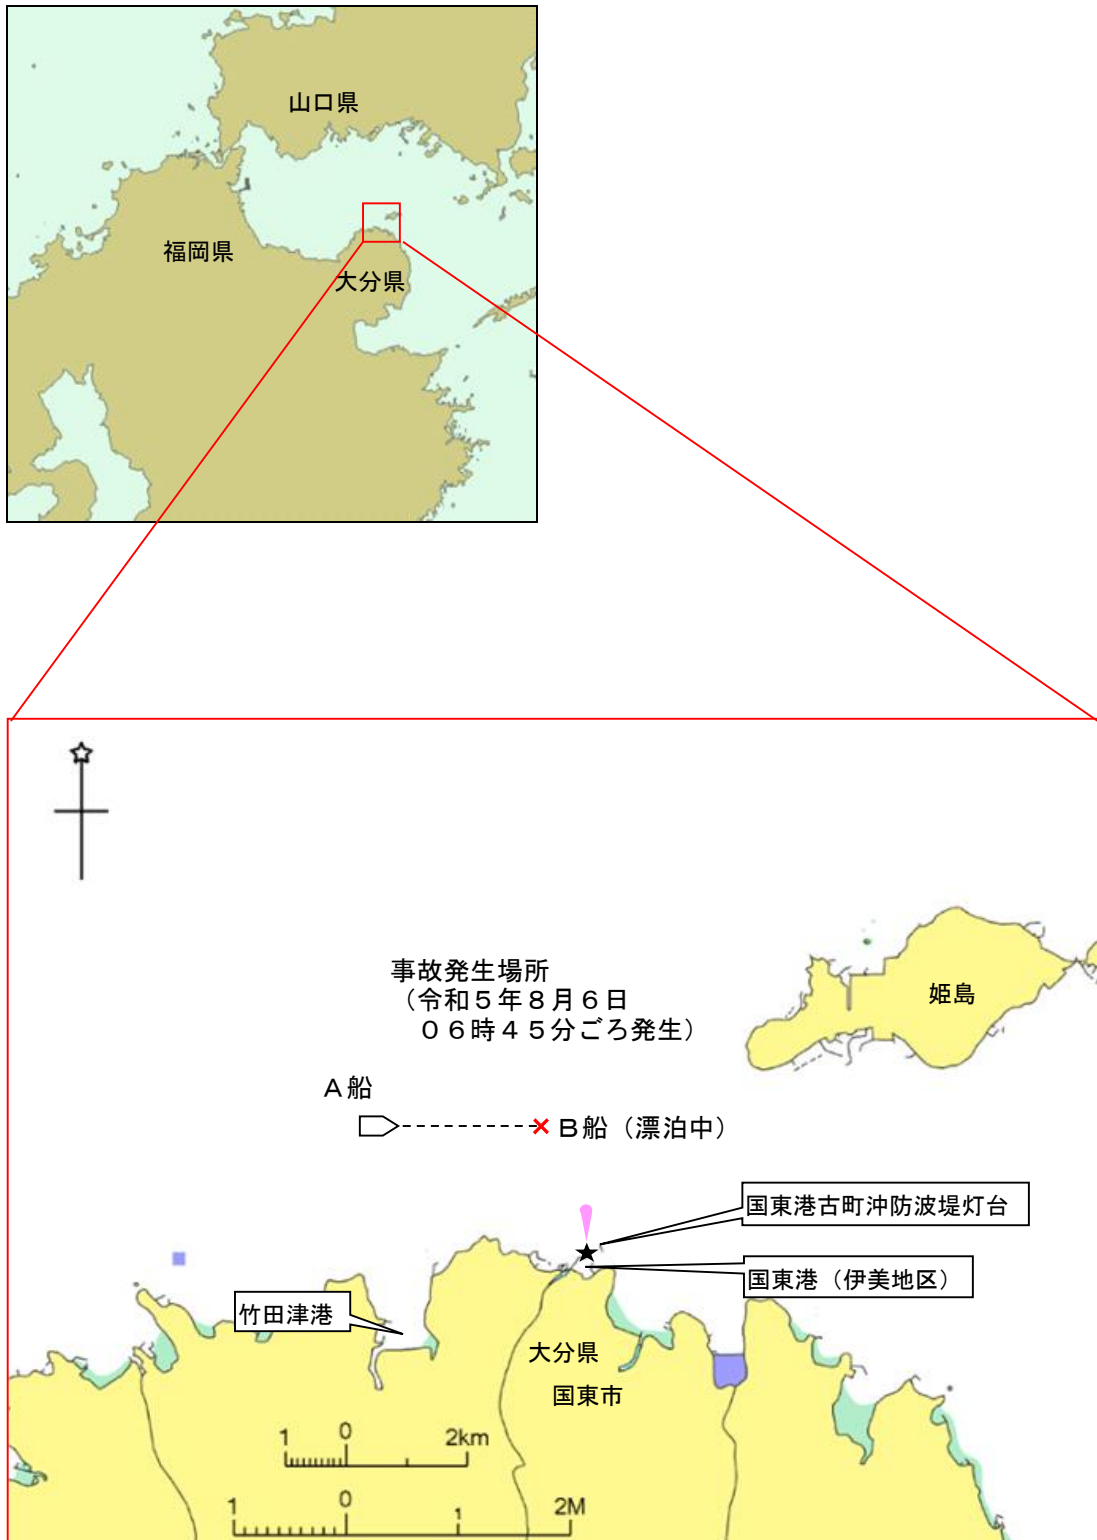 山口県
福岡県
大分県
事故発生場所
（令和５年８月６日
０６時４５分ごろ発生）
姫島
Ａ船
Ｂ船（漂泊中）
国東港古町沖防波堤灯台
国東港（伊美地区）
竹田津港
大分県
国東市
1 0 2km
1 0 1 2M